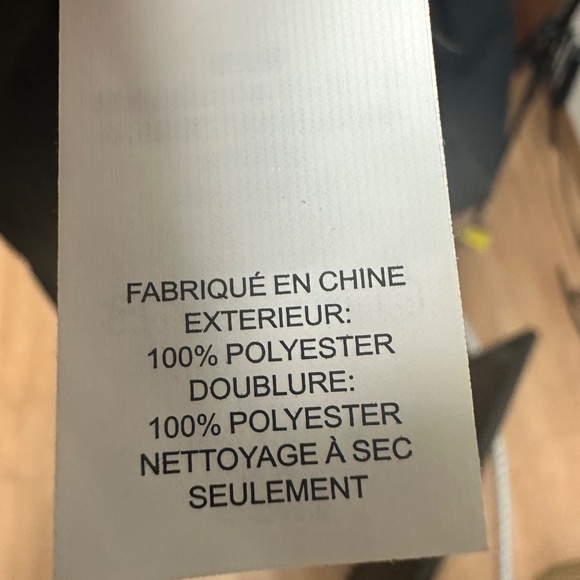 FABRIQUÉ EN CHINE
EXTERIEUR:
100% POLYESTER
DOUBLURE:
100% POLYESTER
NETTOYAGE À SEC
SEULEMENT